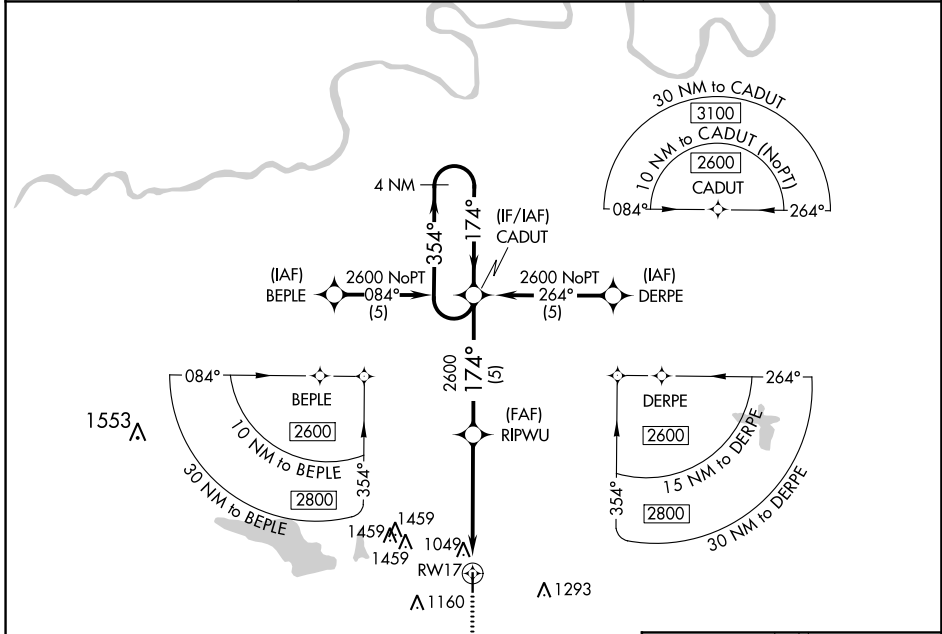 30 NM to CADUT
3100
10 NM to CADUT (NoPT)
2600
CADUT
084°
264°
4 NM
354°
174°
(IF/IAF)
CADUT
(IAF)
BEPLE
2600 NoPT
084°
(5)
2600 NoPT
264°
(5)
(IAF)
DERPE
2600
174°
(5)
(FAF)
RIPWU
084°
BEPLE
2600
10 NM to BEPLE
2800
30 NM to BEPLE
354°
264°
DERPE
2600
15 NM to DERPE
2800
30 NM to DERPE
354°
1553
1459
1459
1459
1049
RW17
1160
1293